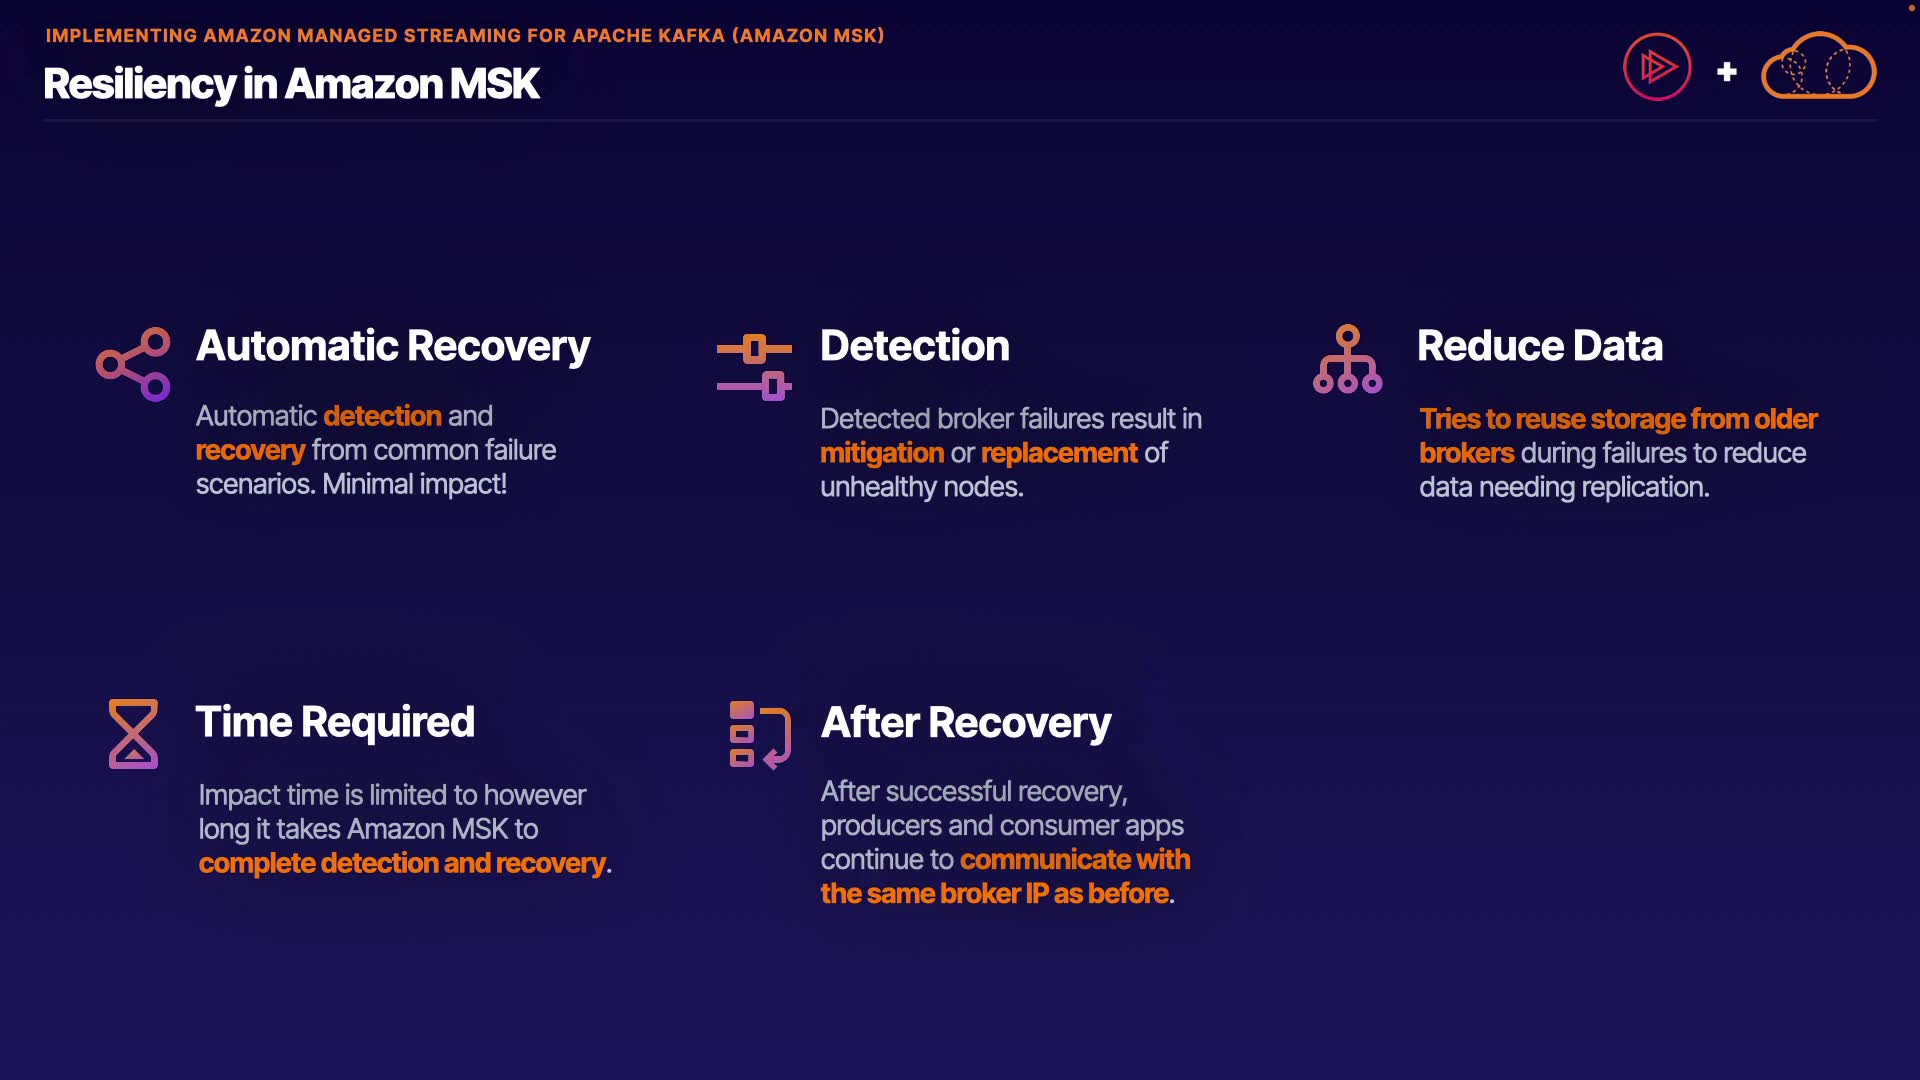 IMPLEMENTING AMAZON MANAGED STREAMING FOR APACHE KAFKA (AMAZON MSK)
Resiliency in Amazon MSK
Automatic Recovery
Automatic detection and
recovery from common failure
scenarios. Minimal impact!
Detection
Detected broker failures result in
mitigation or replacement of
unhealthy nodes.
Reduce Data
Tries to reuse storage from older
brokers during failures to reduce
data needing replication.
Time Required
Impact time is limited to however
long it takes Amazon MSK to
complete detection and recovery.
After Recovery
After successful recovery,
producers and consumer apps
continue to communicate with
the same broker IP as before.